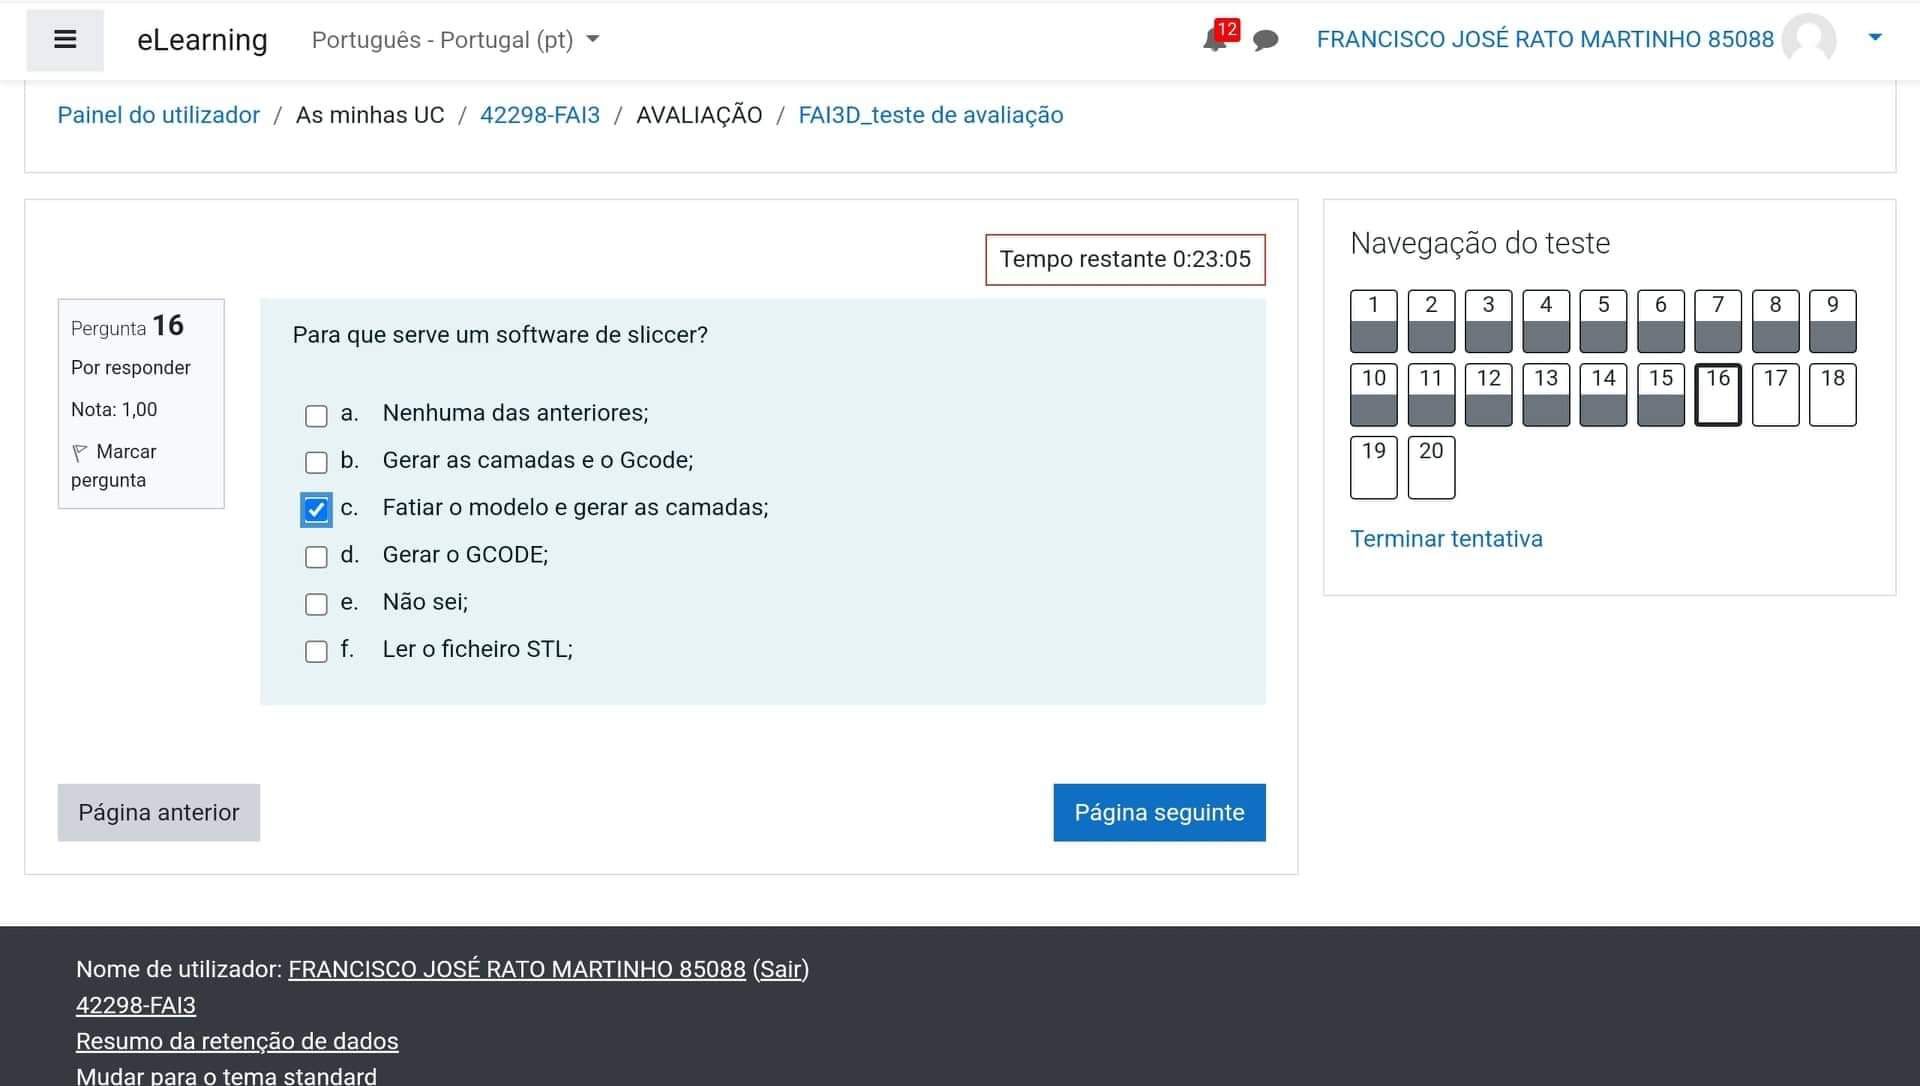 eLearning
Português - Portugal (pt)
12
FRANCISCO JOSÉ RATO MARTINHO 85088
Painel do utilizador / As minhas UC / 42298-FAI3 / AVALIAÇÃO / FAI3D_teste de avaliação
Tempo restante 0:23:05
Pergunta 16
Por responder
Nota: 1,00
Marcar
pergunta
Para que serve um software de sliccer?
a. Nenhuma das anteriores;
b. Gerar as camadas e o Gcode;
c. Fatiar o modelo e gerar as camadas;
d. Gerar o GCODE;
e. Não sei;
f. Ler o ficheiro STL;
Página anterior
Página seguinte
Navegação do teste
1 2 3 4 5 6 7 8 9
10 11 12 13 14 15 16 17 18
19 20
Terminar tentativa
Nome de utilizador: FRANCISCO JOSÉ RATO MARTINHO 85088 (Sair)
42298-FAI3
Resumo da retenção de dados
Mudar para o tema standard